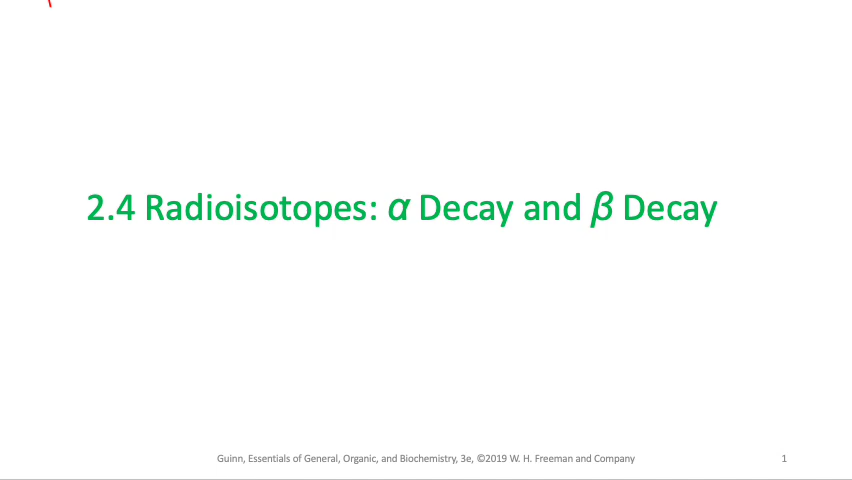 2.4 Radioisotopes: α Decay and β Decay
Guinn, Essentials of General, Organic, and Biochemistry, 3e, ©2019 W. H. Freeman and Company 1